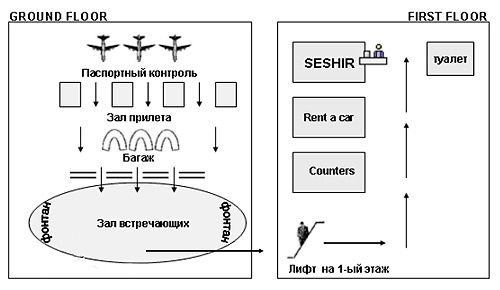 GROUND FLOOR
Паспортный контроль
Зал прилета
Багаж
фонтан
Зал встречающих
фонтан
FIRST FLOOR
SESHIR
туалет
Rent a car
Counters
Лифт на 1-ый этаж